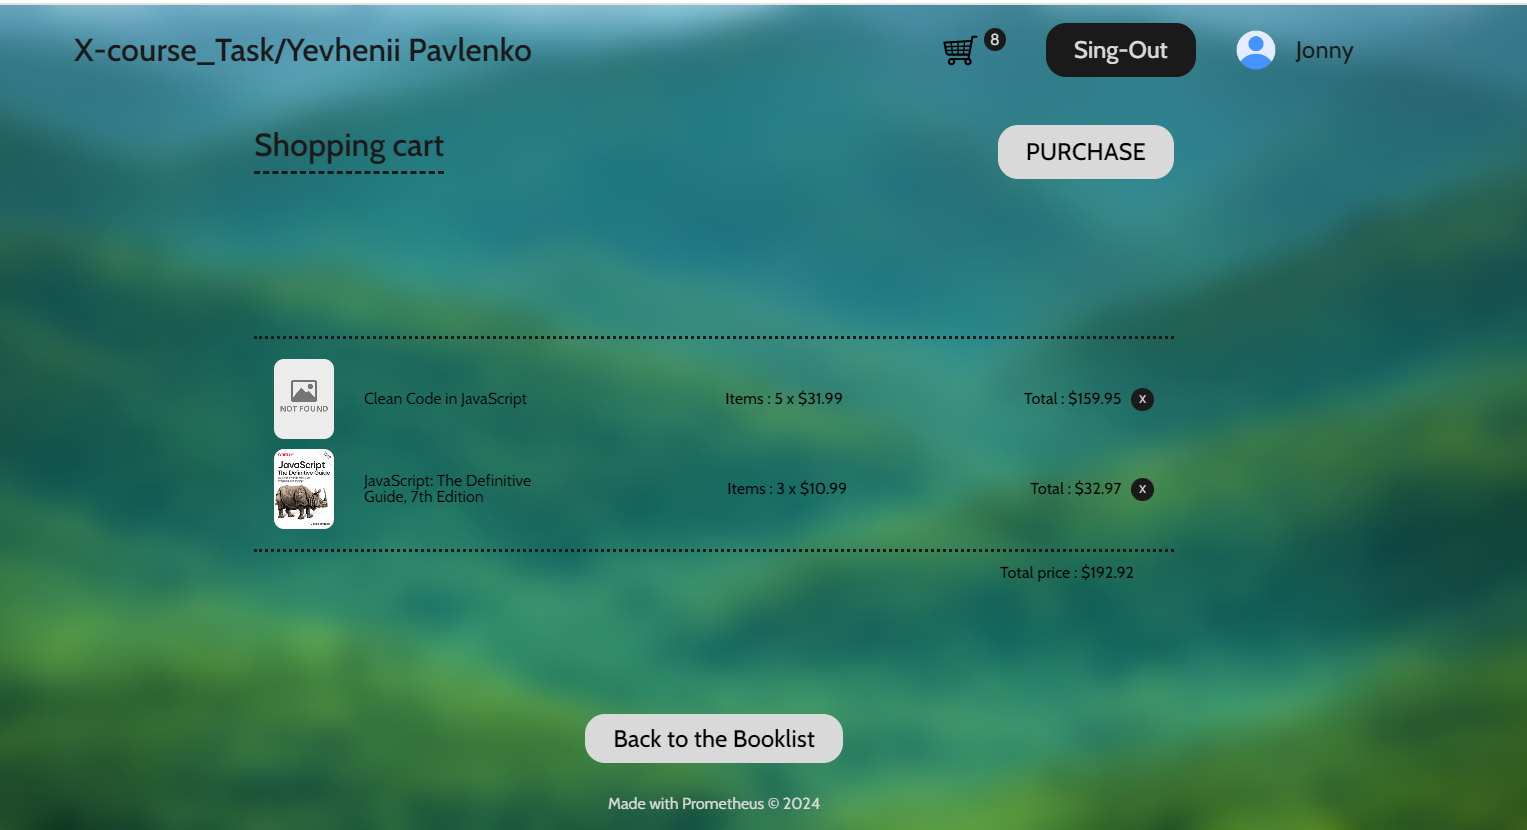 X-course_Task/Yevhenii Pavlenko
8
Sing-Out
Jonny
Shopping cart
PURCHASE
NOT FOUND
Clean Code in JavaScript
Items : 5 x $31.99
Total : $159.95
x
JavaScript
The Definitive Guide
JavaScript: The Definitive
Guide, 7th Edition
Items : 3 x $10.99
Total : $32.97
x
Total price : $192.92
Back to the Booklist
Made with Prometheus © 2024